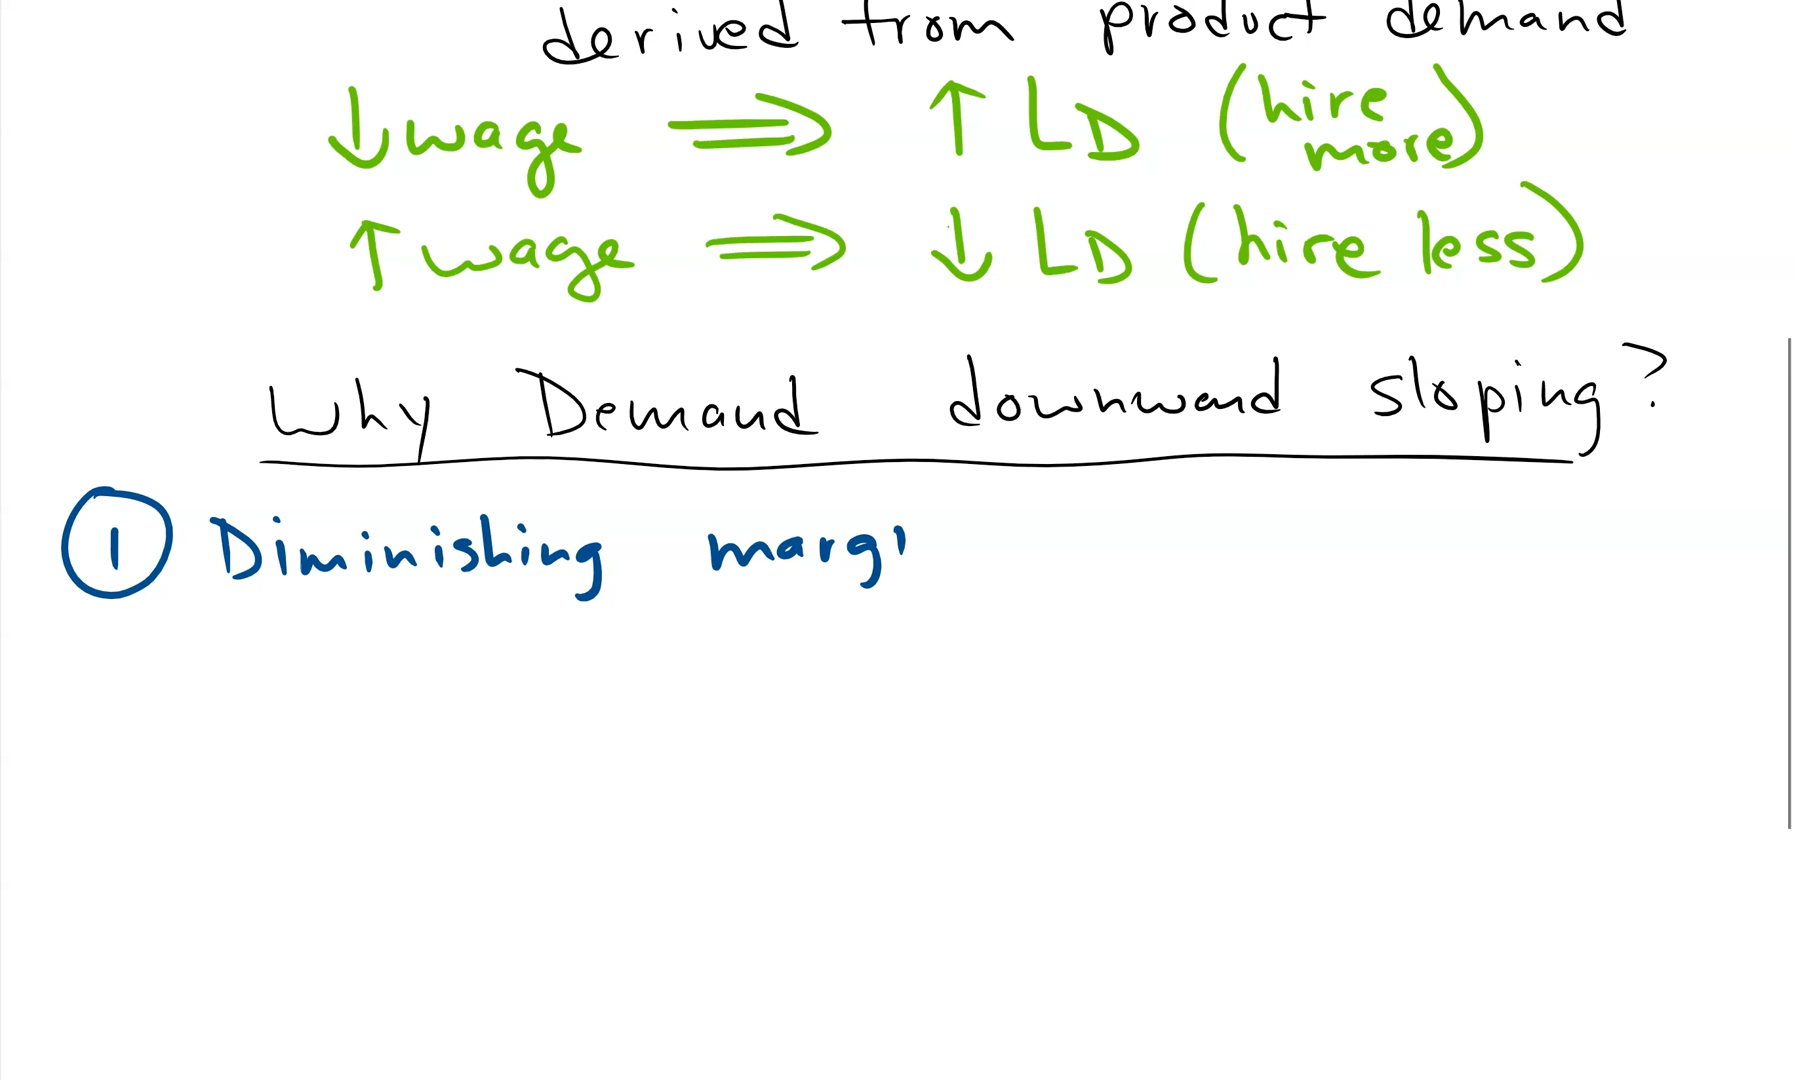 derived from product demand
↓ wage ⇒ ↑ LD (hire more)
↑ wage ⇒ ↓ LD (hire less)
Why Demand downward sloping?
① Diminishing margi